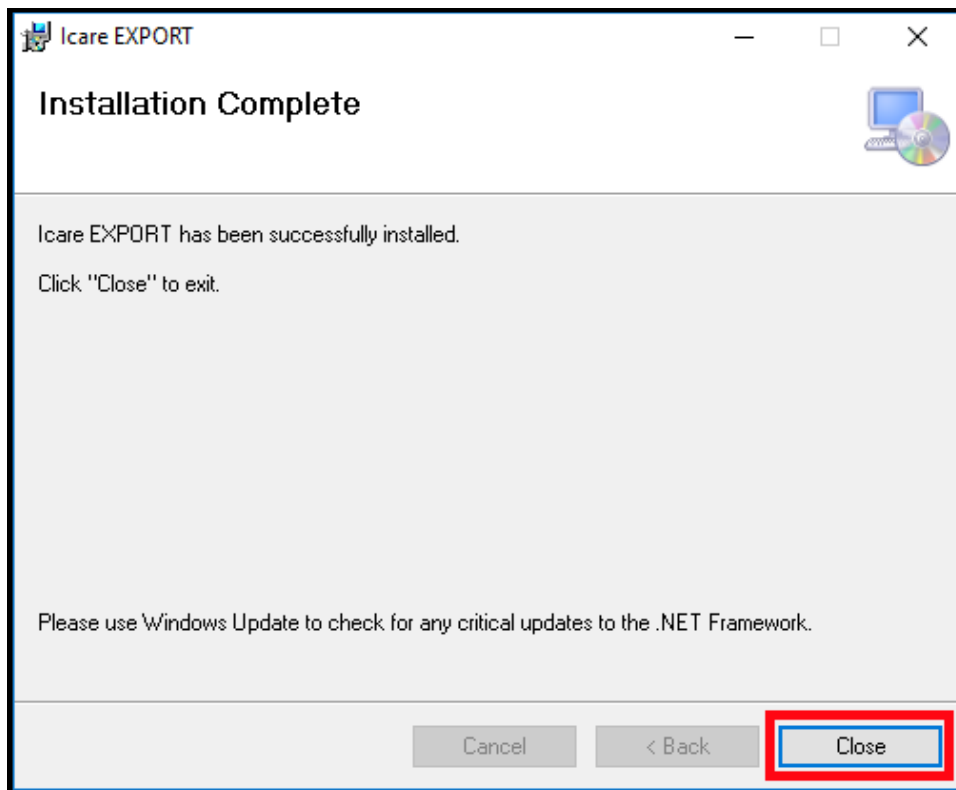 Icare EXPORT
Installation Complete
Icare EXPORT has been successfully installed.
Click "Close" to exit.
Please use Windows Update to check for any critical updates to the .NET Framework.
Cancel
< Back
Close